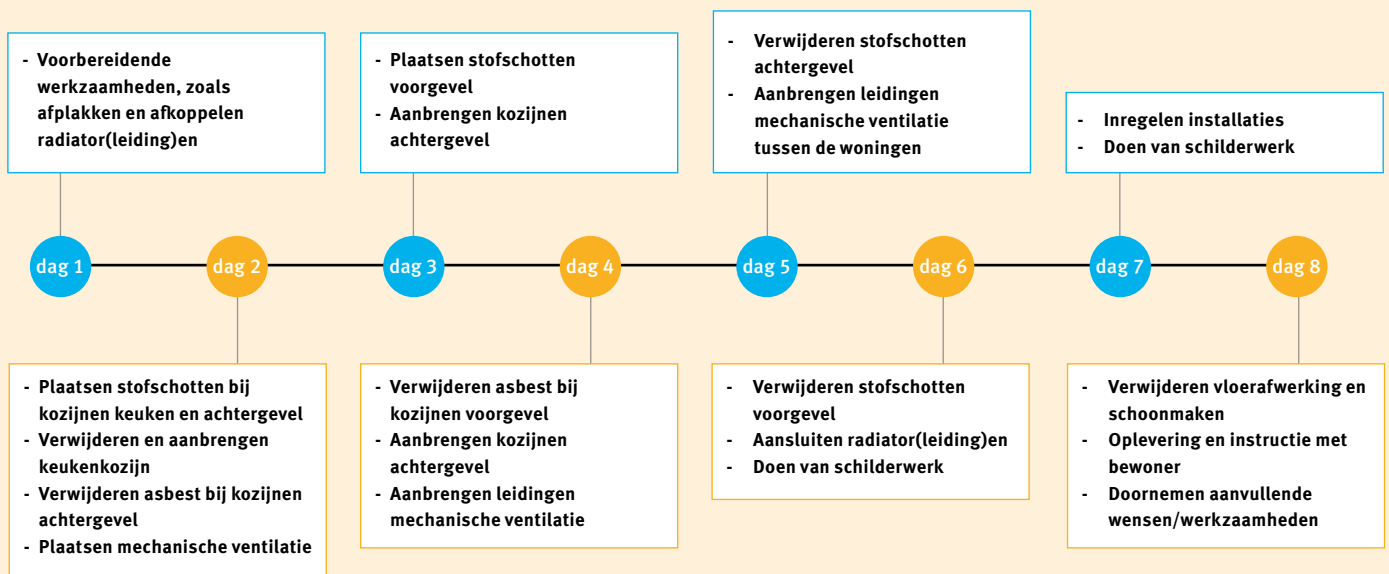 - Voorbereidende
werkzaamheden, zoals
afplakken en afkoppelen
radiator(leiding)en
- Plaatsen stofschotten
voorgevel
- Aanbrengen kozijnen
achtergevel
- Verwijderen stofschotten
achtergevel
- Aanbrengen leidingen
mechanische ventilatie
tussen de woningen
- Inregelen installaties
- Doen van schilderwerk
dag 1
dag 2
dag 3
dag 4
dag 5
dag 6
dag 7
dag 8
- Plaatsen stofschotten bij
kozijnen keuken en achtergevel
- Verwijderen en aanbrengen
keukenkozijn
- Verwijderen asbest bij kozijnen
achtergevel
- Plaatsen mechanische ventilatie
- Verwijderen asbest bij
kozijnen voorgevel
- Aanbrengen kozijnen
achtergevel
- Aanbrengen leidingen
mechanische ventilatie
- Verwijderen stofschotten
voorgevel
- Aansluiten radiator(leiding)en
- Doen van schilderwerk
- Verwijderen vloerafwerking en
schoonmaken
- Oplevering en instructie met
bewoner
- Doornemen aanvullende
wensen/werkzaamheden